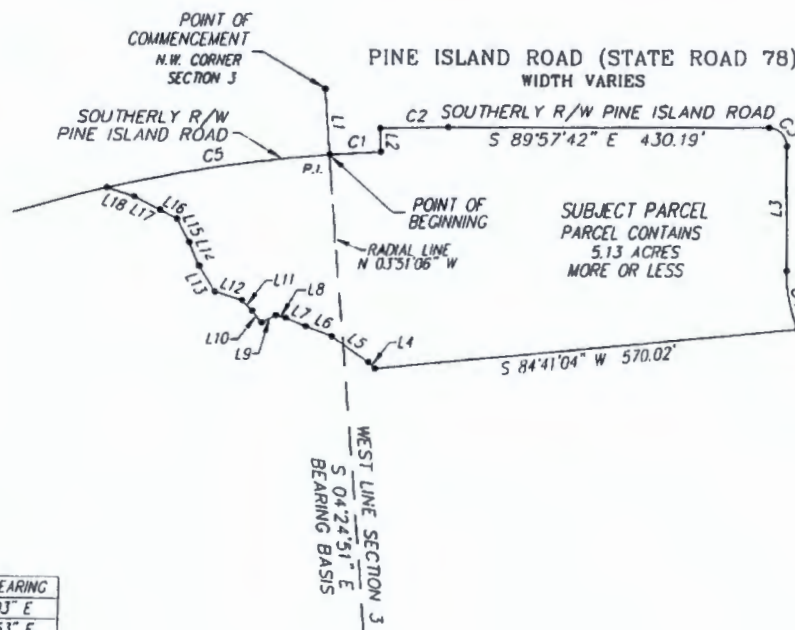 POINT OF
COMMENCEMENT
N.W. CORNER
SECTION 3
PINE ISLAND ROAD (STATE ROAD 78)
WIDTH VARIES
SOUTHERLY R/W
PINE ISLAND ROAD
L1
C1
L2
C2
SOUTHERLY R/W PINE ISLAND ROAD
S 89°57'42" E 430.19'
C3
C5
P.I.
POINT OF
BEGINNING
RADIAL LINE
N 03°51'06" W
SUBJECT PARCEL
PARCEL CONTAINS
5.13 ACRES
MORE OR LESS
L18
L17
L16
L15
L14
L13
L12
L11
L10
L9
L8
L7
L6
L5
L4
S 84°41'04" W 570.02'
WEST LINE SECTION 3
S 04°24'51" E
BEARING BASIS
EARING
03" E
53" E